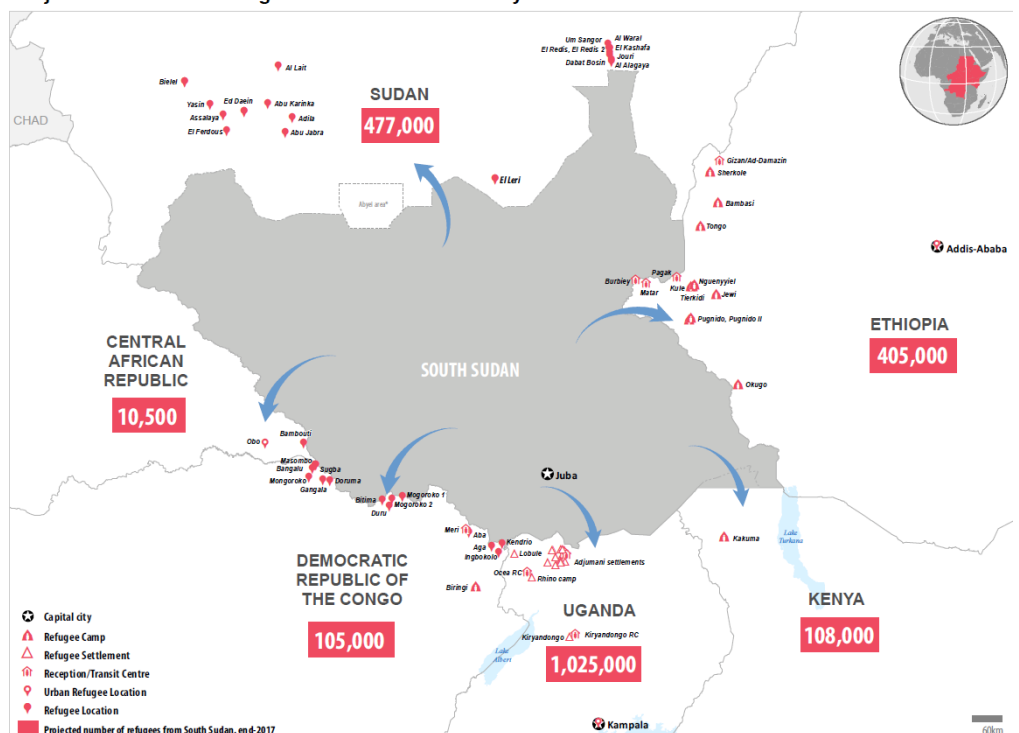 Um Sangor
Al Waral
El Redis, El Redis 2
El Kashafa
Jouri
Dabat Bosin
Al Alagaya
Al Lait
Bielel
CHAD
Yasin
Ed Daein
Abu Karinka
Assalaya
Adila
El Ferdous
Abu Jabra
SUDAN
477,000
El Leri
Abyei area*
Gizan/Ad-Damazin
Sherkole
Bambasi
Tongo
Addis-Ababa
Pagak
Burbiey
Matar
Kule
Nguenyyiel
Tierkidi
Jewi
Pugnido, Pugnido II
ETHIOPIA
405,000
CENTRAL
AFRICAN
REPUBLIC
10,500
SOUTH SUDAN
Okugo
Obo
Bambouti
Masombo
Bangalu
Sugba
Mongoroko
Doruma
Gangala
Juba
Bitima
Mogoroko 1
Mogoroko 2
Duru
Meri
Aba
Aga
Kendrio
Ingbokolo
Lobule
Adjumani settlements
Ocea RC
Rhino camp
Biringi
Kakuma
Lake
Turkana
DEMOCRATIC
REPUBLIC OF
THE CONGO
105,000
UGANDA
Kiryandongo
Kiryandongo RC
1,025,000
KENYA
108,000
Lake
Albert
Kampala
Capital city
Refugee Camp
Refugee Settlement
Reception/Transit Centre
Urban Refugee Location
Refugee Location
Projected number of refugees from South Sudan, end-2017
60km